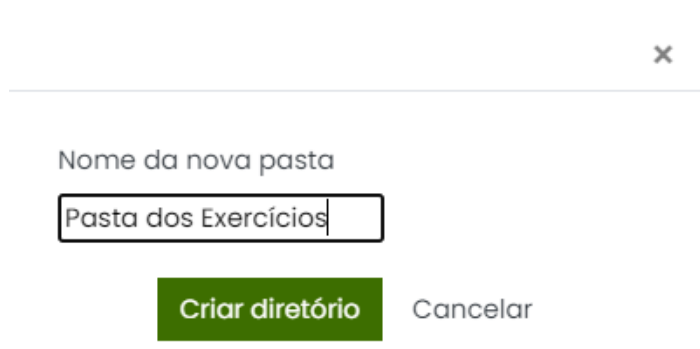 Nome da nova pasta
Pasta dos Exercícios
Criar diretório Cancelar